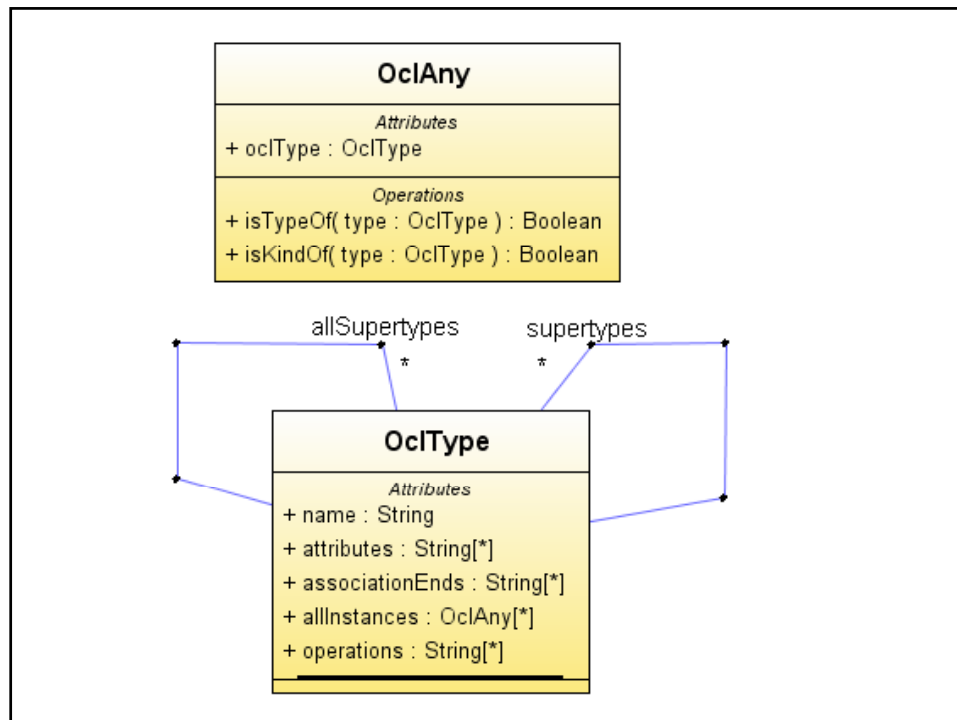 OclAny
Attributes
+ oclType : OclType
Operations
+ isTypeOf( type : OclType ) : Boolean
+ isKindOf( type : OclType ) : Boolean
allSupertypes
*
supertypes
*
OclType
Attributes
+ name : String
+ attributes : String[*]
+ associationEnds : String[*]
+ allInstances : OclAny[*]
+ operations : String[*]